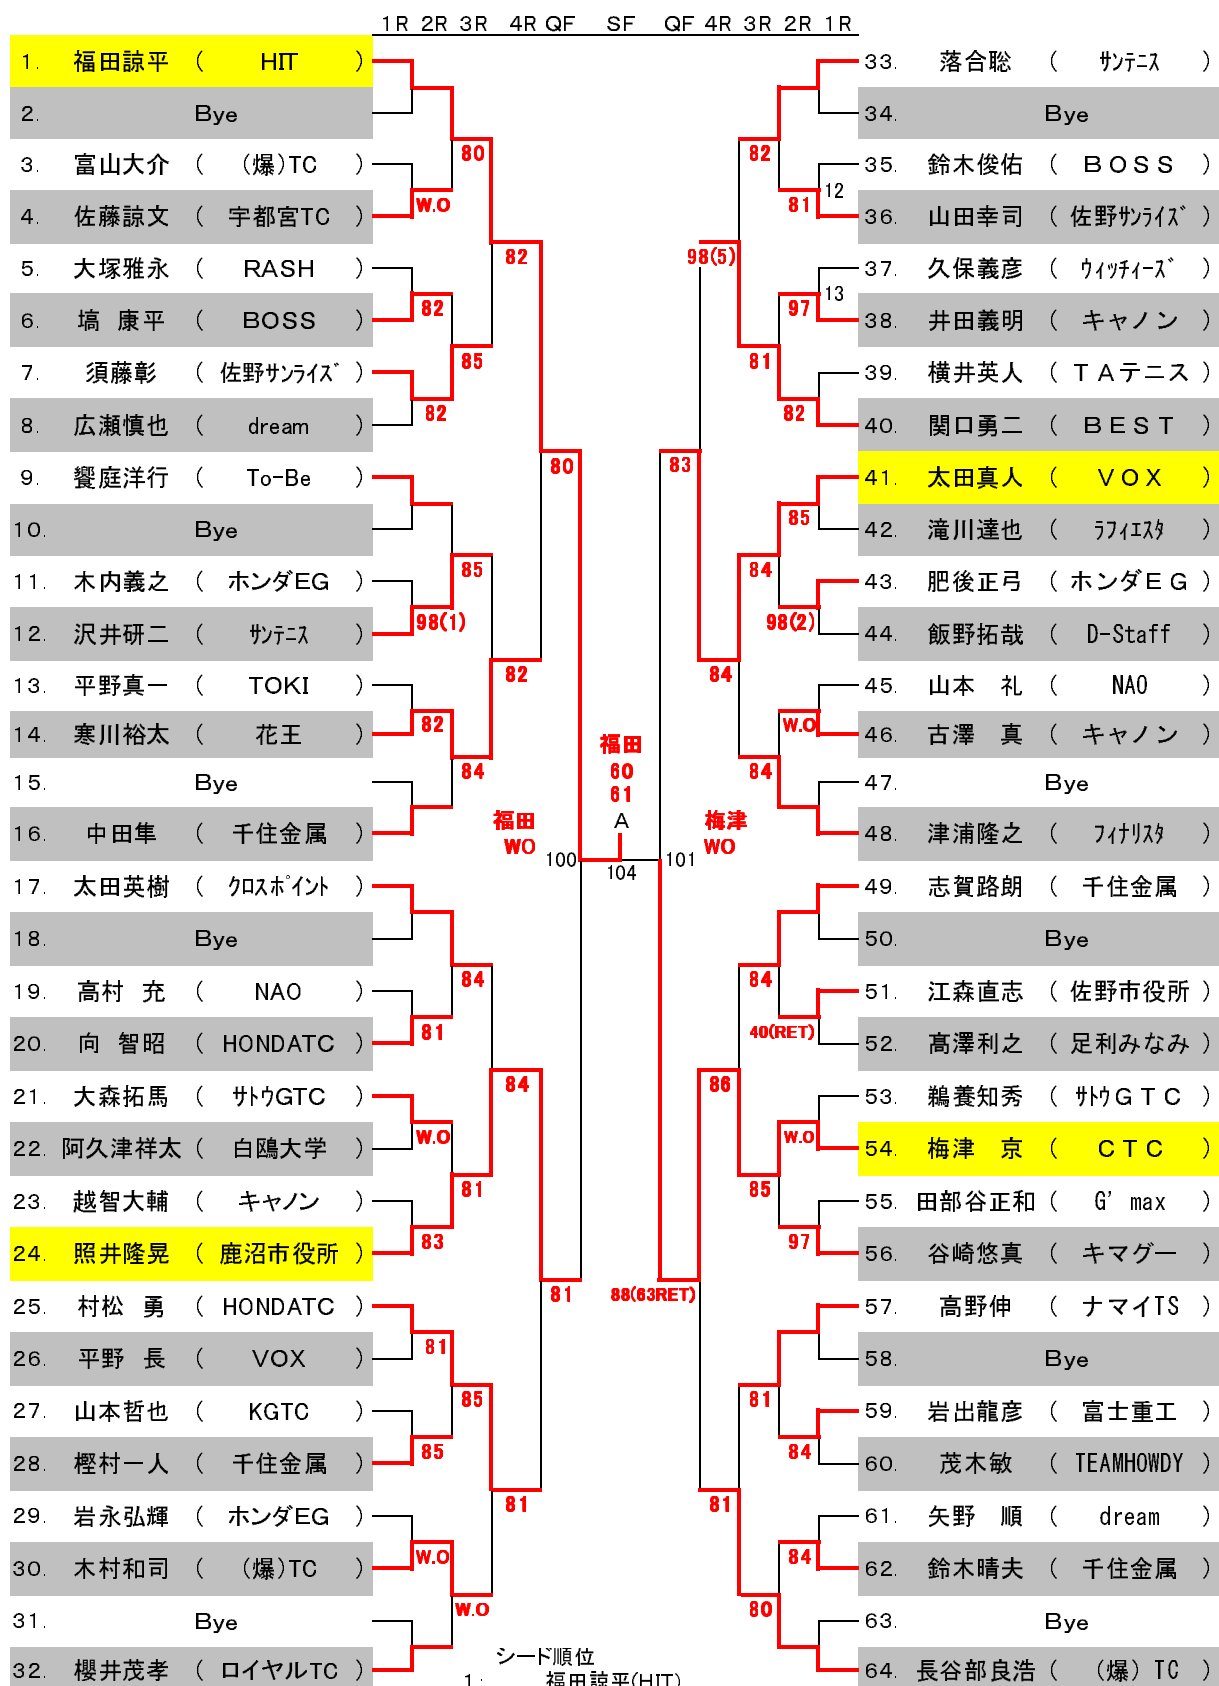 1R 2R 3R 4R QF SF QF 4R 3R 2R 1R
1. 福田諒平 ( HIT )
2. Bye
3. 富山大介 ( (爆)TC )
4. 佐藤諒文 ( 宇都宮TC )
5. 大塚雅永 ( RASH )
6. 塙 康平 ( BOSS )
7. 須藤彰 ( 佐野サンライズ )
8. 広瀬慎也 ( dream )
9. 饗庭洋行 ( To-Be )
10. Bye
11. 木内義之 ( ホンダEG )
12. 沢井研二 ( サンテニス )
13. 平野真一 ( TOKI )
14. 寒川裕太 ( 花王 )
15. Bye
16. 中田隼 ( 千住金属 )
17. 太田英樹 ( クロスポイント )
18. Bye
19. 高村 充 ( NAO )
20. 向 智昭 ( HONDATC )
21. 大森拓馬 ( サトウGTC )
22. 阿久津祥太 ( 白鴎大学 )
23. 越智大輔 ( キャノン )
24. 照井隆晃 ( 鹿沼市役所 )
25. 村松 勇 ( HONDATC )
26. 平野 長 ( VOX )
27. 山本哲也 ( KGTC )
28. 樫村一人 ( 千住金属 )
29. 岩永弘輝 ( ホンダEG )
30. 木村和司 ( (爆)TC )
31. Bye
32. 櫻井茂孝 ( ロイヤルTC )
W.O
82
82
98(1)
82
81
W.O
83
81
85
W.O
80
85
85
84
84
81
85
W.O
82
82
84
81
80
81
福田
WO
100
福田
60
61
A
104
梅津
WO
101
83
88(63RET)
98(5)
84
86
81
82
81
84
84
84
85
81
80
81
12
97
13
82
85
98(2)
W.O
40(RET)
W.O
97
84
84
33. 落合聡 ( サンテニス )
34. Bye
35. 鈴木俊佑 ( BOSS )
36. 山田幸司 ( 佐野サンライズ )
37. 久保義彦 ( ウィッチィーズ )
38. 井田義明 ( キャノン )
39. 横井英人 ( TAテニス )
40. 関口勇二 ( BEST )
41. 太田真人 ( VOX )
42. 滝川達也 ( ラフィエスタ )
43. 肥後正弓 ( ホンダEG )
44. 飯野拓哉 ( D-Staff )
45. 山本 礼 ( NAO )
46. 古澤 真 ( キャノン )
47. Bye
48. 津浦隆之 ( フィナリスタ )
49. 志賀路朗 ( 千住金属 )
50. Bye
51. 江森直志 ( 佐野市役所 )
52. 髙澤利之 ( 足利みなみ )
53. 鵜養知秀 ( サトウGTC )
54. 梅津 京 ( CTC )
55. 田部谷正和 ( G' max )
56. 谷崎悠真 ( キマグー )
57. 高野伸 ( ナマイTS )
58. Bye
59. 岩出龍彦 ( 富士重工 )
60. 茂木敏 ( TEAMHOWDY )
61. 矢野 順 ( dream )
62. 鈴木晴夫 ( 千住金属 )
63. Bye
64. 長谷部良浩 ( (爆)TC )
シード順位
1: 福田諒平(HIT)